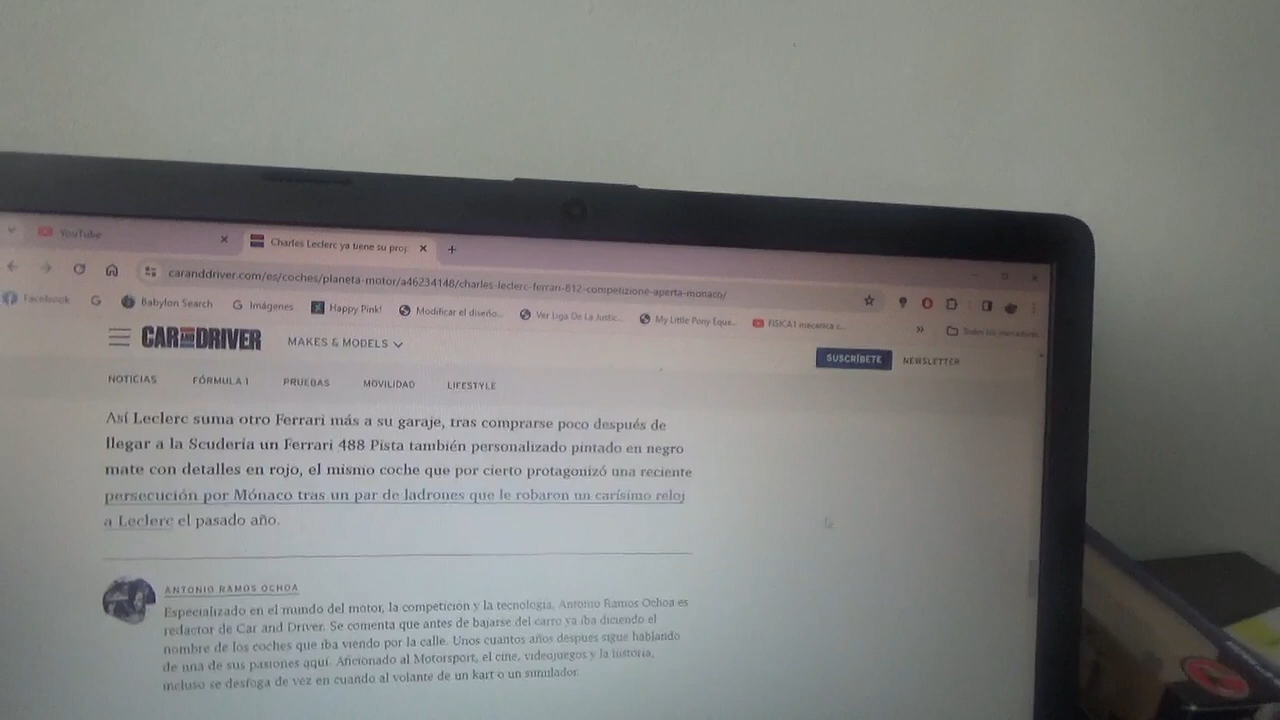 YouTube
Charles Leclerc ya tiene su prop
caranddriver.com/es/coches/planeta-motor/a46234148/charles-leclerc-ferrari-812-competizione-aperta-monaco/
Facebook
G
Babylon Search
Imágenes
Happy Pink!
Modificar el diseño...
Ver Liga De La Justic...
My Little Pony Eque...
FISICA1 mecanica c...
Todos los marcadores
CAR AND DRIVER
MAKES & MODELS
SUSCRÍBETE
NEWSLETTER
NOTICIAS
FÓRMULA 1
PRUEBAS
MOVILIDAD
LIFESTYLE
Así Leclerc suma otro Ferrari más a su garaje, tras comprarse poco después de
llegar a la Scuderia un Ferrari 488 Pista también personalizado pintado en negro
mate con detalles en rojo, el mismo coche que por cierto protagonizó una reciente
persecución por Mónaco tras un par de ladrones que le robaron un carísimo reloj
a Leclerc el pasado año.
ANTONIO RAMOS OCHOA
Especializado en el mundo del motor, la competición y la tecnología, Antonio Ramos Ochoa es
redactor de Car and Driver. Se comenta que antes de bajarse del carro ya iba diciendo el
nombre de los coches que iba viendo por la calle. Unos cuantos años después sigue hablando
de una de sus pasiones aquí. Aficionado al Motorsport, el cine, videojuegos y la historia,
incluso se desfoga de vez en cuando al volante de un kart o un simulador.